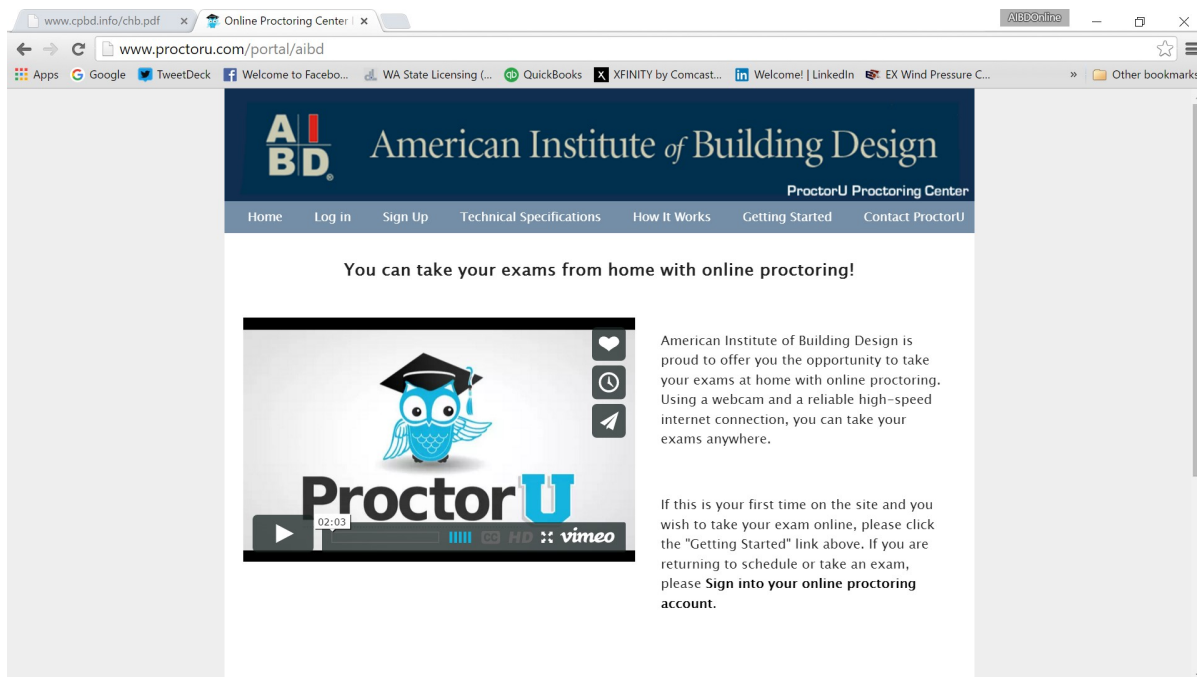 www.cpbd.info/chb.pdf
Online Proctoring Center |
AIBDOnline
www.proctoru.com/portal/aibd
Apps Google TweetDeck Welcome to Facebo... WA State Licensing (... QuickBooks XFINITY by Comcast... Welcome! | LinkedIn EX Wind Pressure C... » Other bookmarks
AI
BD®
American Institute of Building Design
ProctorU Proctoring Center
Home Log in Sign Up Technical Specifications How It Works Getting Started Contact ProctorU
You can take your exams from home with online proctoring!
ProctorU
02:03
CC HD vimeo
American Institute of Building Design is
proud to offer you the opportunity to take
your exams at home with online proctoring.
Using a webcam and a reliable high-speed
internet connection, you can take your
exams anywhere.
If this is your first time on the site and you
wish to take your exam online, please click
the "Getting Started" link above. If you are
returning to schedule or take an exam,
please Sign into your online proctoring
account.